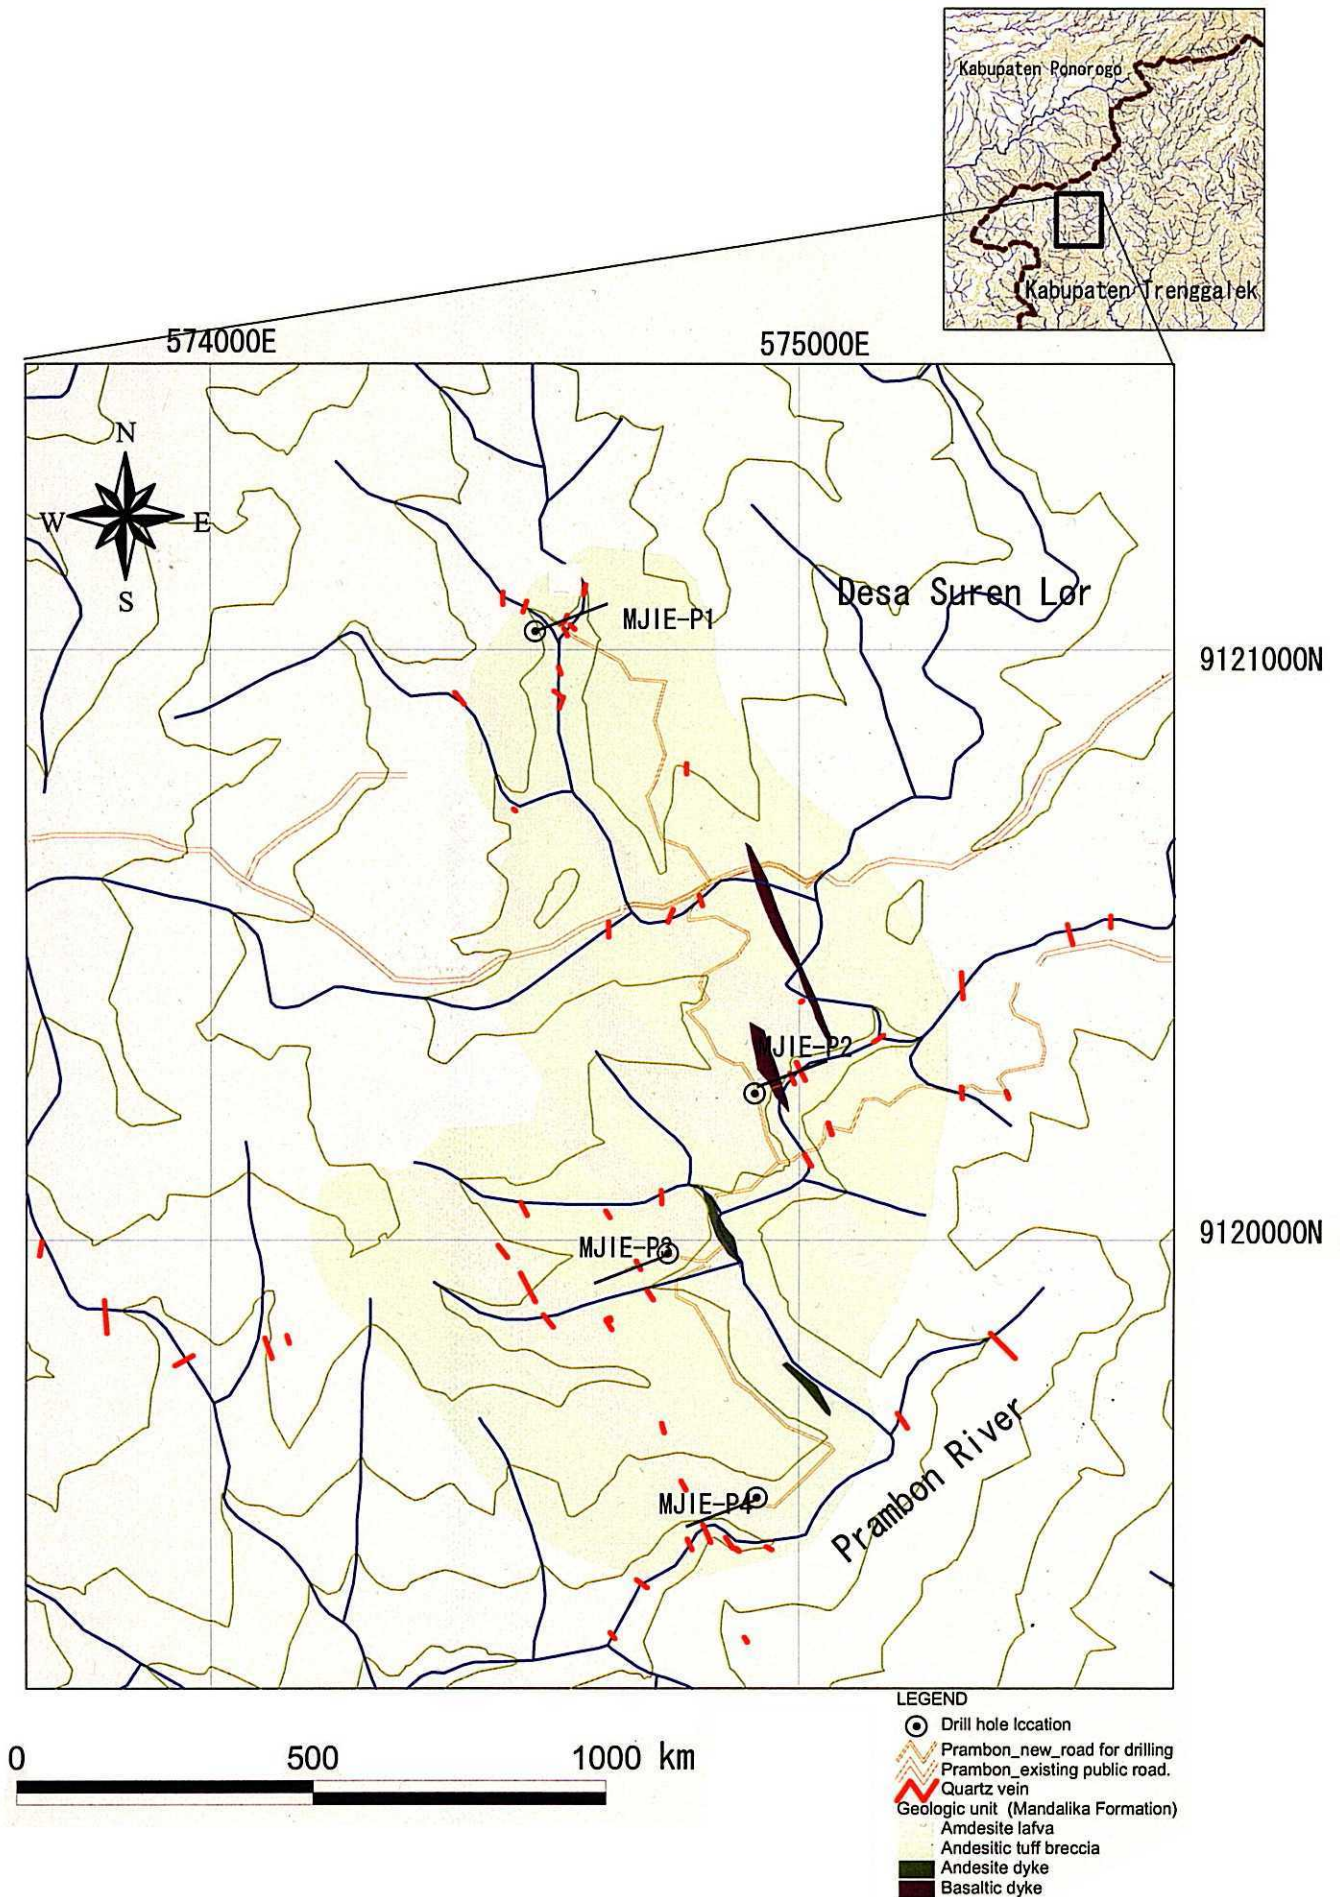 Kabupaten Ponorogo
Kabupaten Trenggalek
574000E
575000E
N
W
E
S
Desa Suren Lor
MJIE-P1
9121000N
MJIE-P2
9120000N
MJIE-P3
MJIE-P4
Prambon River
LEGEND
Drill hole location
Prambon_new_road for drilling
Prambon_existing public road.
Quartz vein
Geologic unit (Mandalika Formation)
Amdesite lafva
Andesitic tuff breccia
Andesite dyke
Basaltic dyke
0 500 1000 km